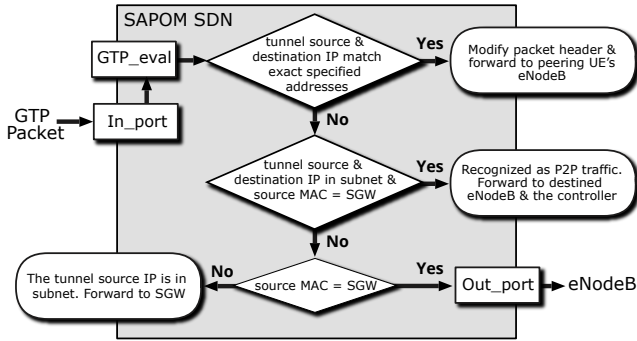 SAPOM SDN
GTP_eval
tunnel source &
destination IP match
exact specified
addresses
Yes
Modify packet header &
forward to peering UE's
eNodeB
GTP
Packet
In_port
No
tunnel source &
destination IP in subnet &
source MAC = SGW
Yes
Recognized as P2P traffic.
Forward to destined
eNodeB & the controller
No
The tunnel source IP is in
subnet. Forward to SGW
No
source MAC = SGW
Yes
Out_port
eNodeB